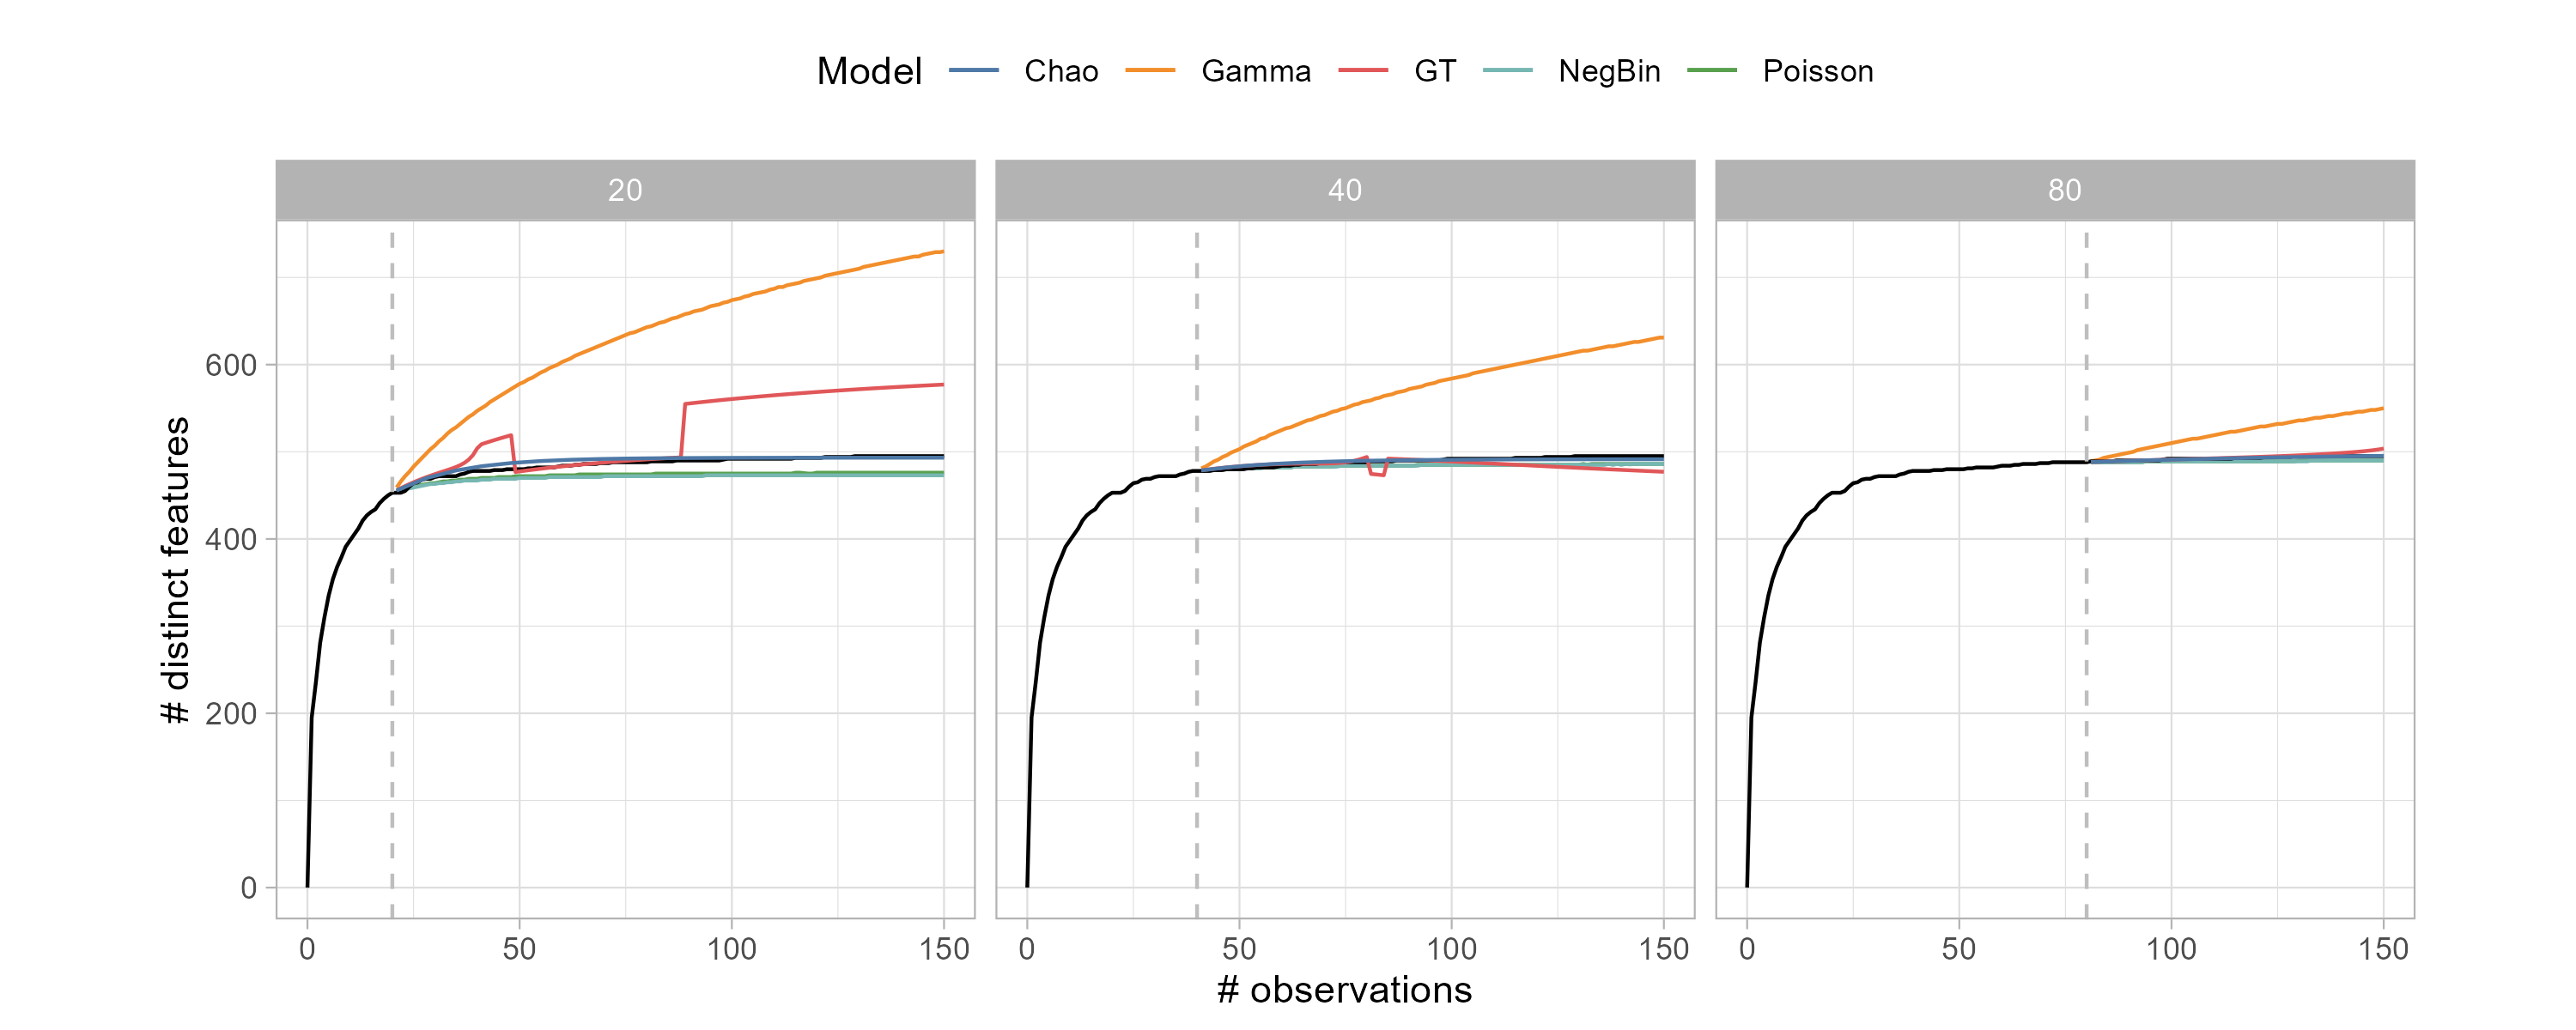 Model Chao Gamma GT NegBin Poisson
20 40 80
600
400
200
0
# distinct features
0 50 100 150 0 50 100 150 0 50 100 150
# observations